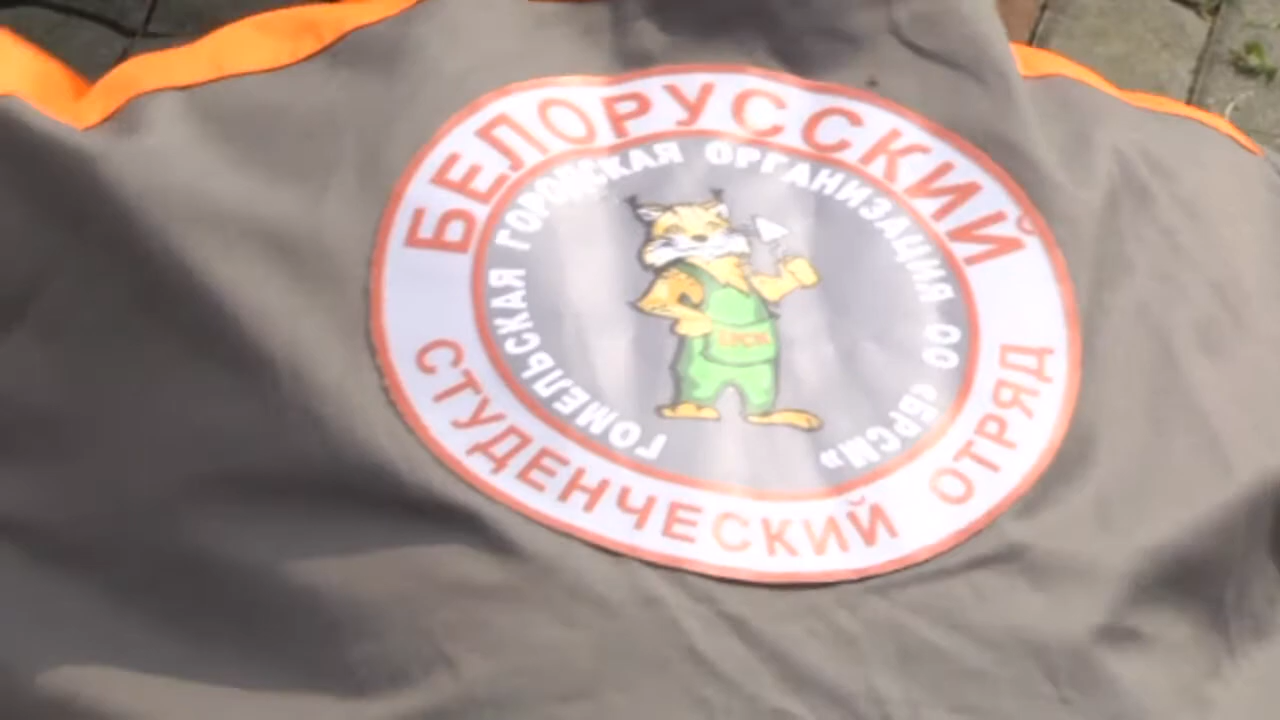 БЕЛОРУССКИЙ
СТУДЕНЧЕСКИЙ ОТРЯД
ГОМЕЛЬСКАЯ ГОРОДСКАЯ ОРГАНИЗАЦИЯ ОО «БРСМ»